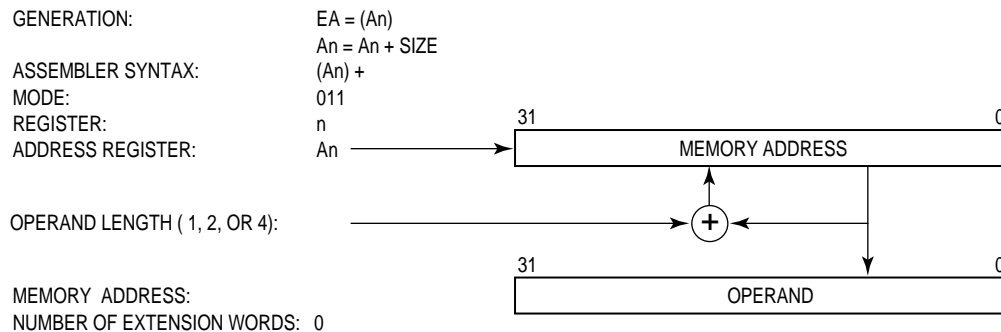 GENERATION: EA = (An)
An = An + SIZE
ASSEMBLER SYNTAX: (An) +
MODE: 011
REGISTER: n
31 0
ADDRESS REGISTER: An MEMORY ADDRESS
OPERAND LENGTH ( 1, 2, OR 4): +
31 0
MEMORY ADDRESS: OPERAND
NUMBER OF EXTENSION WORDS: 0